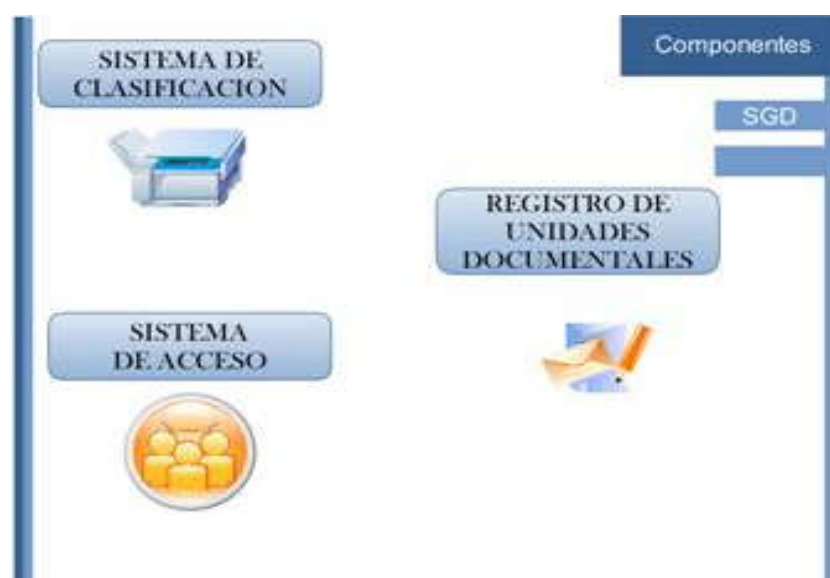 SISTEMA DE
CLASIFICACION
Componentes
SGD
REGISTRO DE
UNIDADES
DOCUMENTALES
SISTEMA
DE ACCESO